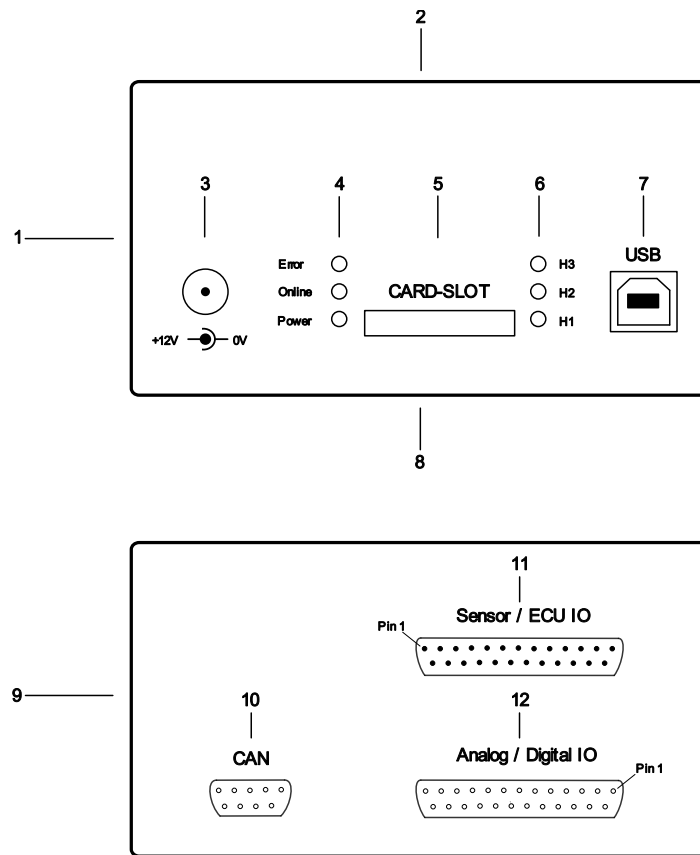 2
3 4 5 6 7
1
USB
Error H3
Online CARD-SLOT H2
Power H1
+12V 0V
8
11
Sensor / ECU IO
Pin 1
9 10 12
CAN Analog / Digital IO
Pin 1